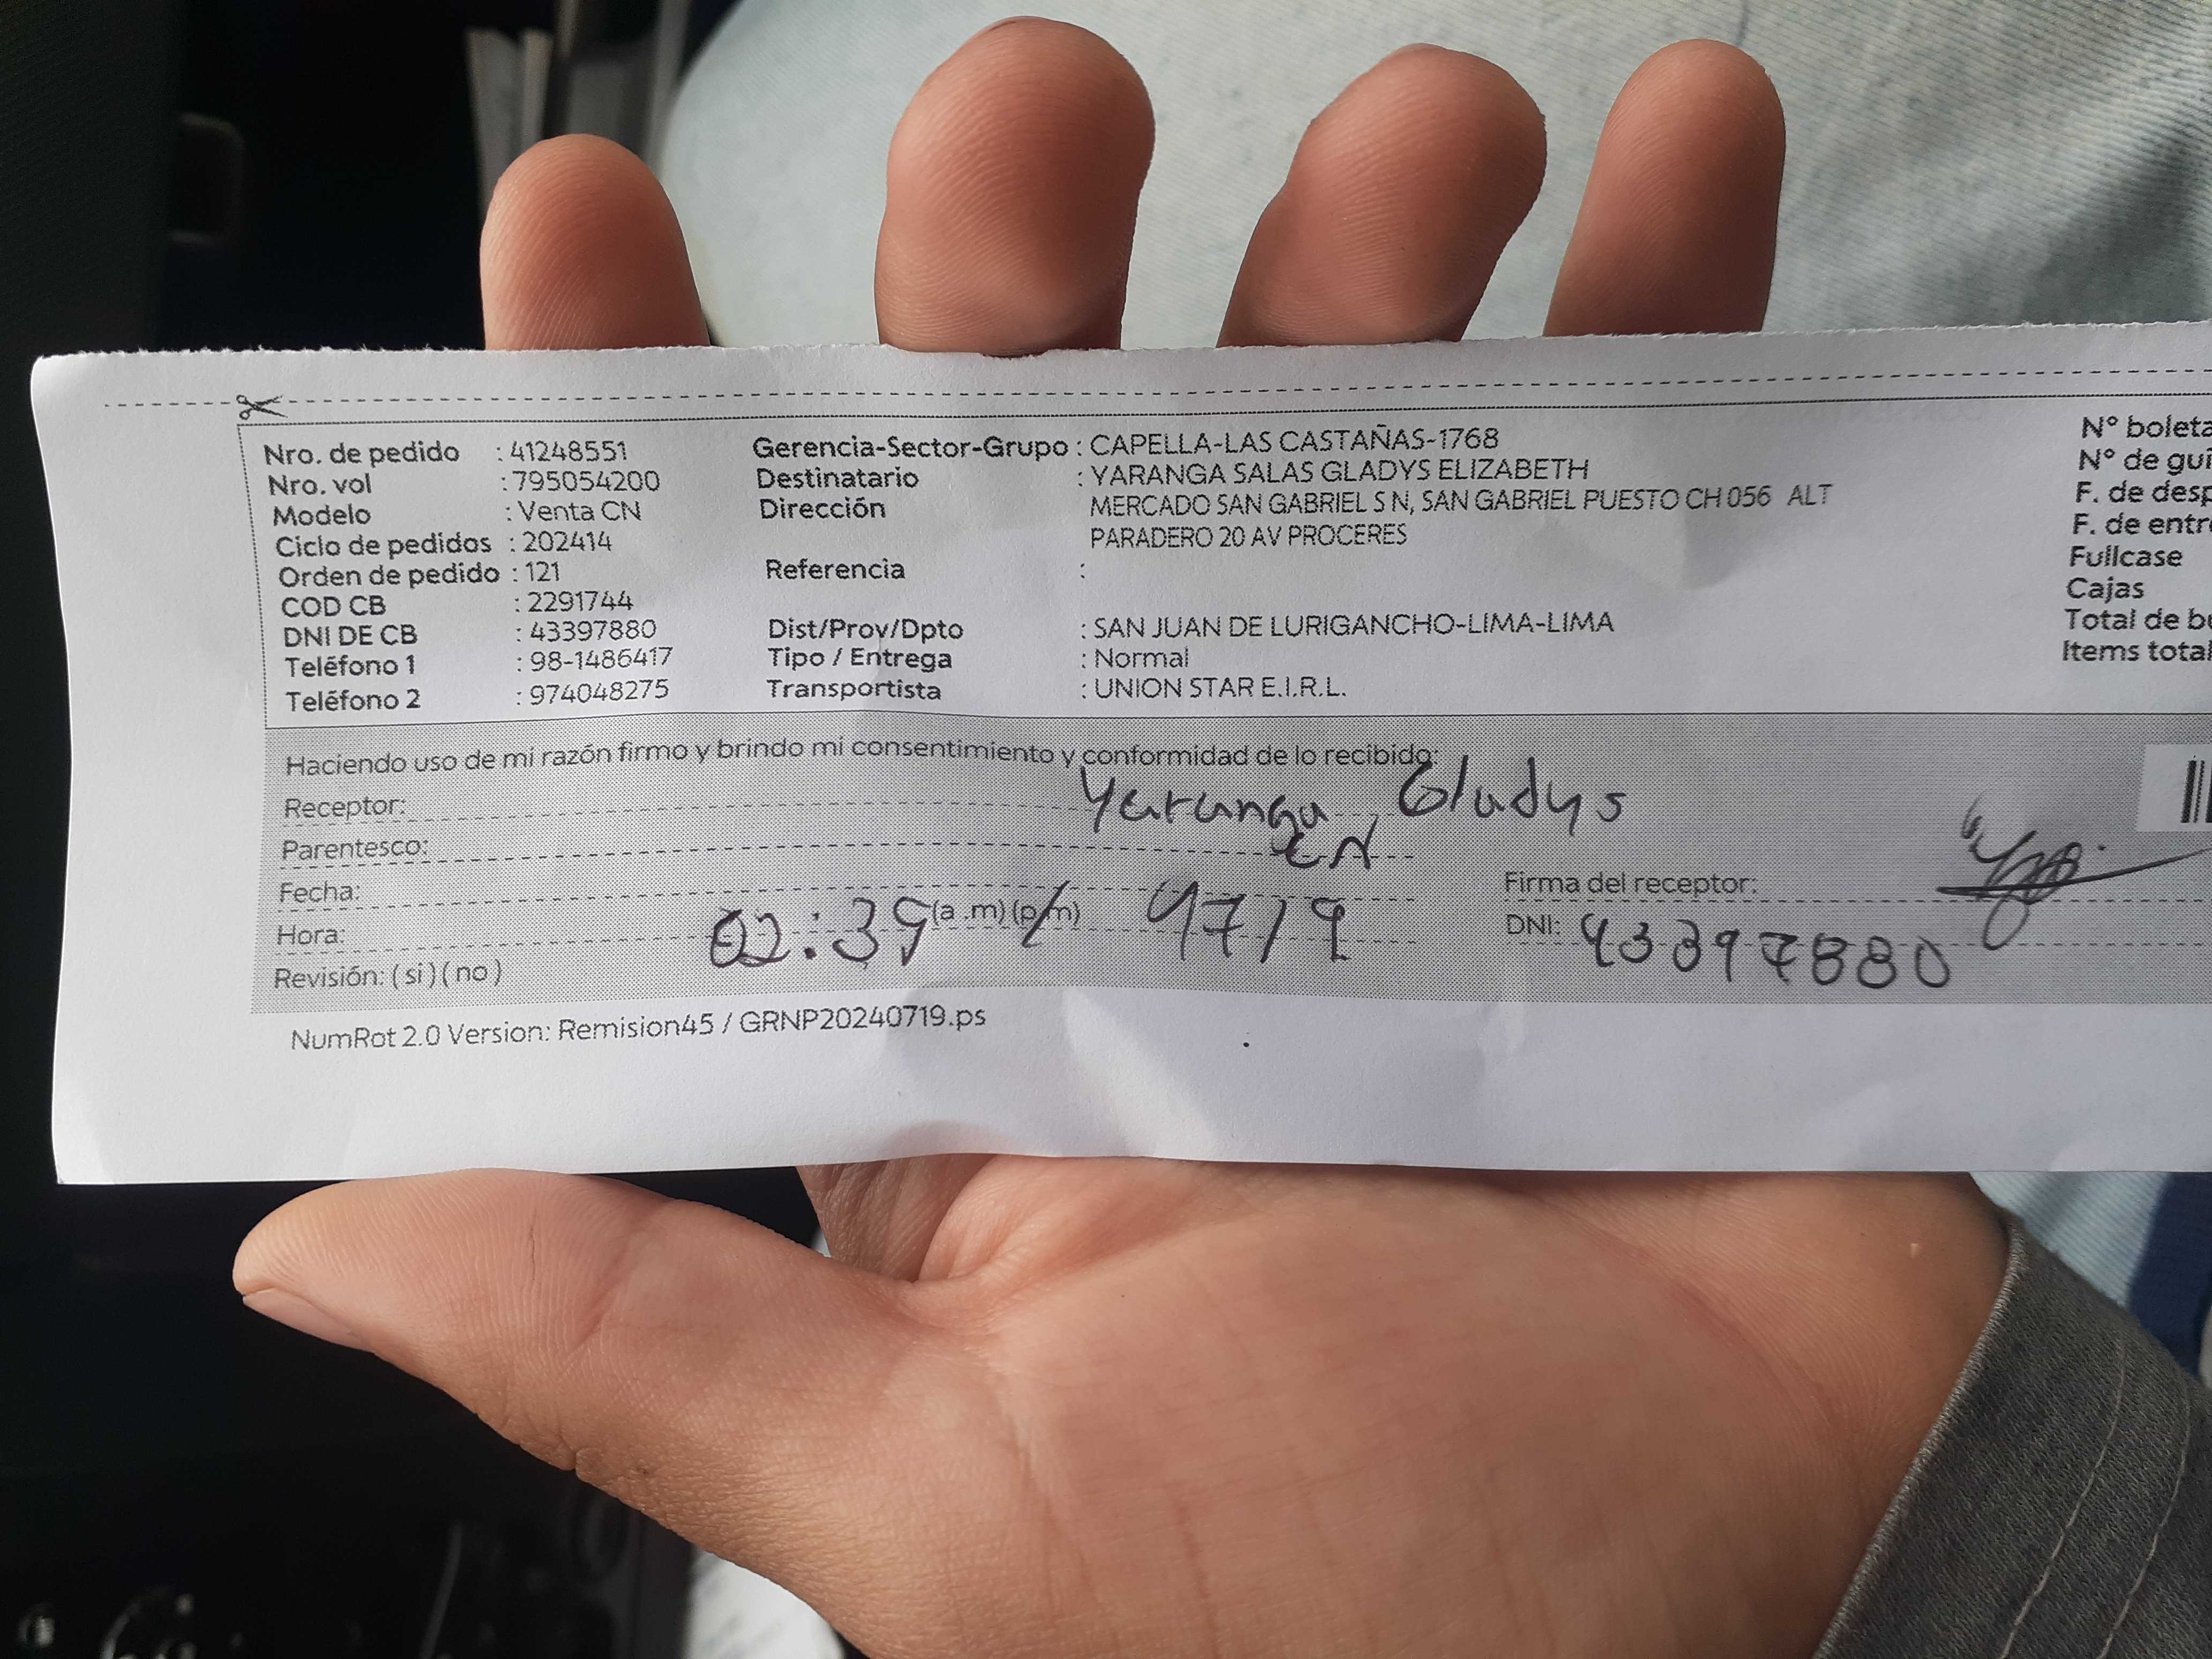 Nro. de pedido : 41248551
Nro. vol : 795054200
Modelo : Venta CN
Ciclo de pedidos : 202414
Orden de pedido : 121
COD CB : 2291744
DNI DE CB : 43397880
Teléfono 1 : 98-1486417
Teléfono 2 : 974048275
Gerencia-Sector-Grupo : CAPELLA-LAS CASTAÑAS-1768
Destinatario : YARANGA SALAS GLADYS ELIZABETH
Dirección MERCADO SAN GABRIEL S N, SAN GABRIEL PUESTO CH 056 ALT
PARADERO 20 AV PROCERES
Referencia :
Dist/Prov/Dpto : SAN JUAN DE LURIGANCHO-LIMA-LIMA
Tipo / Entrega : Normal
Transportista : UNION STAR E.I.R.L.
N° boleta
N° de guí
F. de desp
F. de entre
Fullcase
Cajas
Total de bu
Items total
Haciendo uso de mi razón firmo y brindo mi consentimiento y conformidad de lo recibido:
Receptor: Yaranga Gladys
Parentesco: CN
Fecha:
Hora: 02:39 (a .m) (p.m)
Revisión: ( si ) ( no )
Firma del receptor:
DNI: 43397880
NumRot 2.0 Version: Remision45 / GRNP20240719.ps